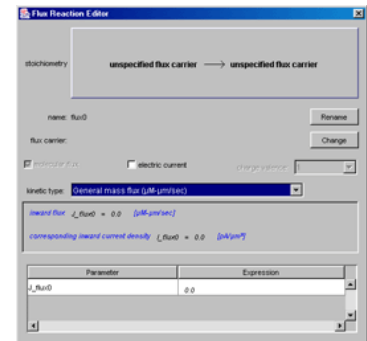 Flux Reaction Editor
stoichiometry
unspecified flux carrier → unspecified flux carrier
name: flux0
Rename
flux carrier:
Change
molecular flux
electric current
charge valence: 1
kinetic type: General mass flux (µM-µm/sec)
inward flux J_flux0 = 0.0 [µM-µm/sec]
corresponding inward current density I_flux0 = 0.0 [pA/µm²]
Parameter Expression
J_flux0 0.0